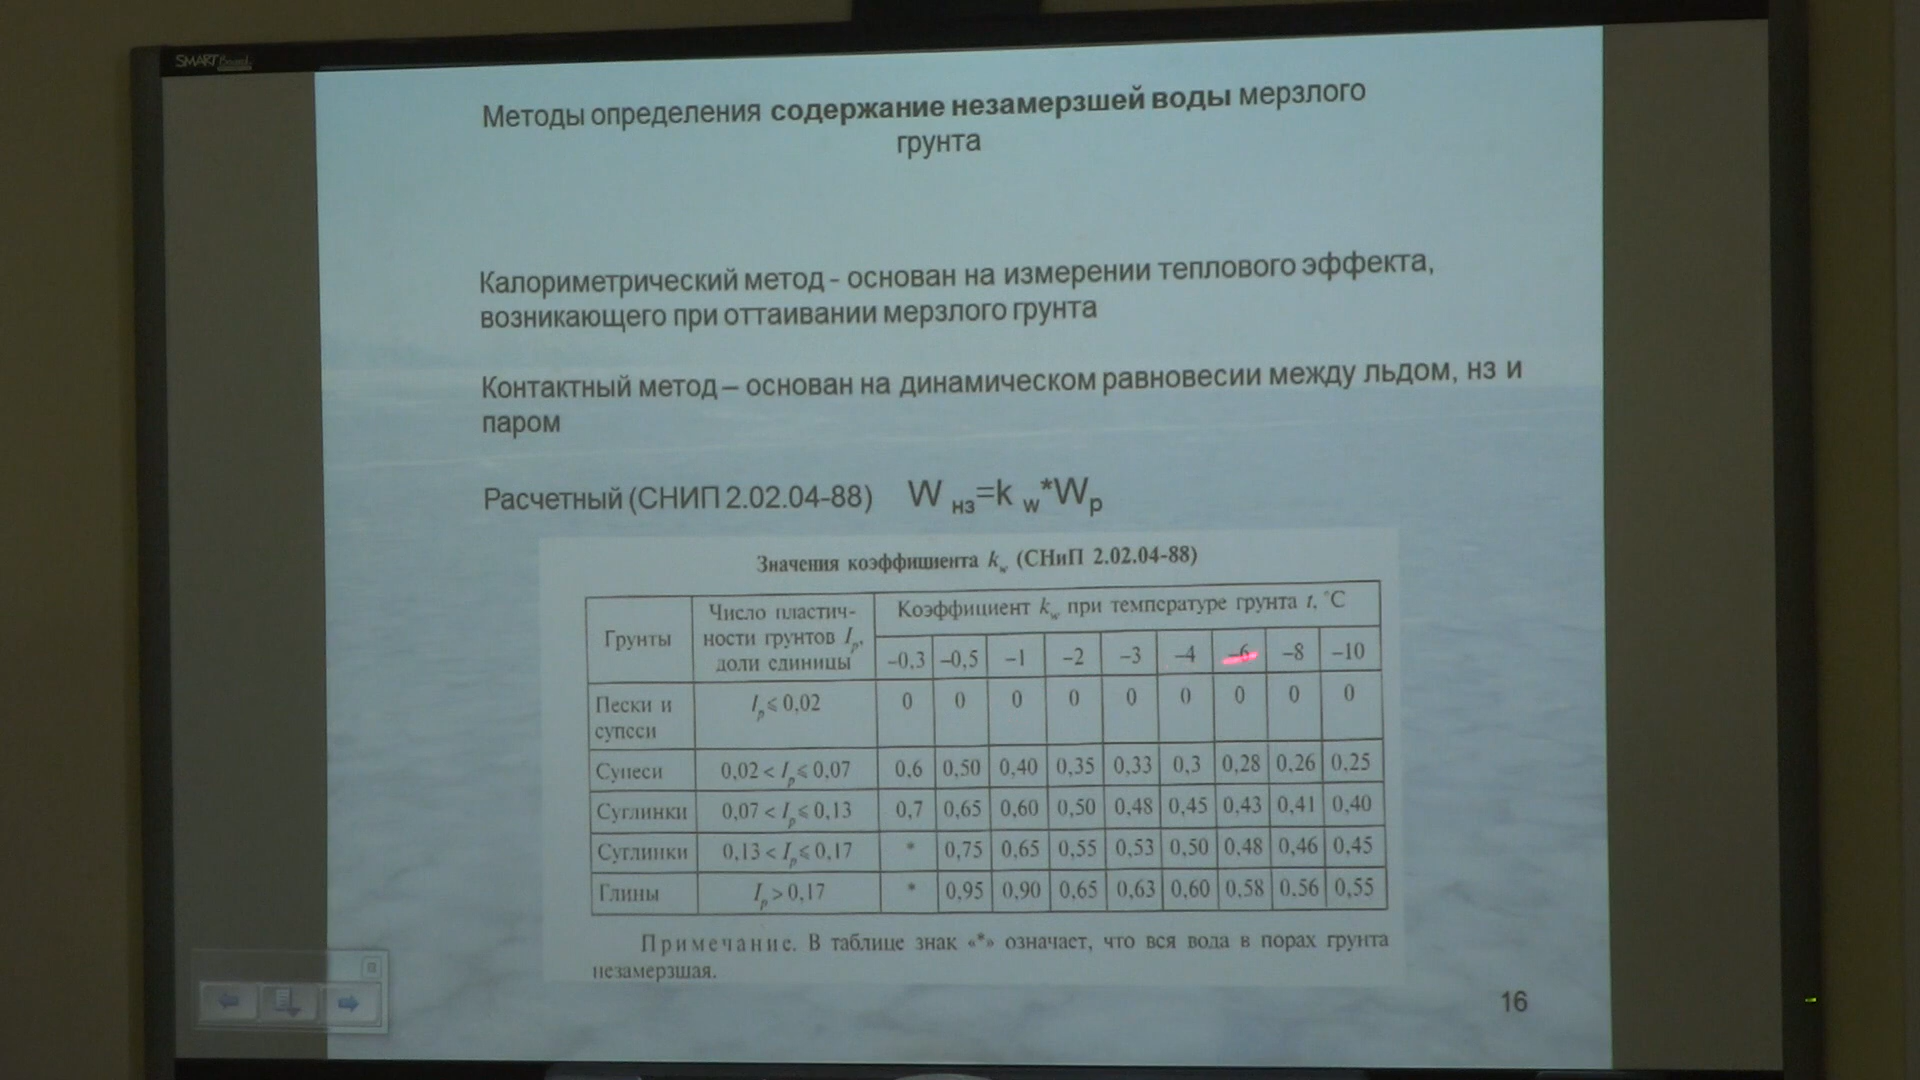 SMART Board
Методы определения содержание незамерзшей воды мерзлого
грунта
Калориметрический метод - основан на измерении теплового эффекта,
возникающего при оттаивании мерзлого грунта
Контактный метод – основан на динамическом равновесии между льдом, нз и
паром
Расчетный (СНИП 2.02.04-88) W нз=k w*Wp
Значения коэффициента kw (СНиП 2.02.04-88)
Грунты
Число пластич-
ности грунтов Ip,
доли единицы
Коэффициент kw при температуре грунта t, °C
–0,3 –0,5 –1 –2 –3 –4 –6 –8 –10
Пески и
супеси
Ip ⩽ 0,02 0 0 0 0 0 0 0 0 0
Супеси 0,02 < Ip ⩽ 0,07 0,6 0,50 0,40 0,35 0,33 0,3 0,28 0,26 0,25
Суглинки 0,07 < Ip ⩽ 0,13 0,7 0,65 0,60 0,50 0,48 0,45 0,43 0,41 0,40
Суглинки 0,13 < Ip ⩽ 0,17 * 0,75 0,65 0,55 0,53 0,50 0,48 0,46 0,45
Глины Ip > 0,17 * 0,95 0,90 0,65 0,63 0,60 0,58 0,56 0,55
Примечание. В таблице знак «*» означает, что вся вода в порах грунта
незамерзшая.
16